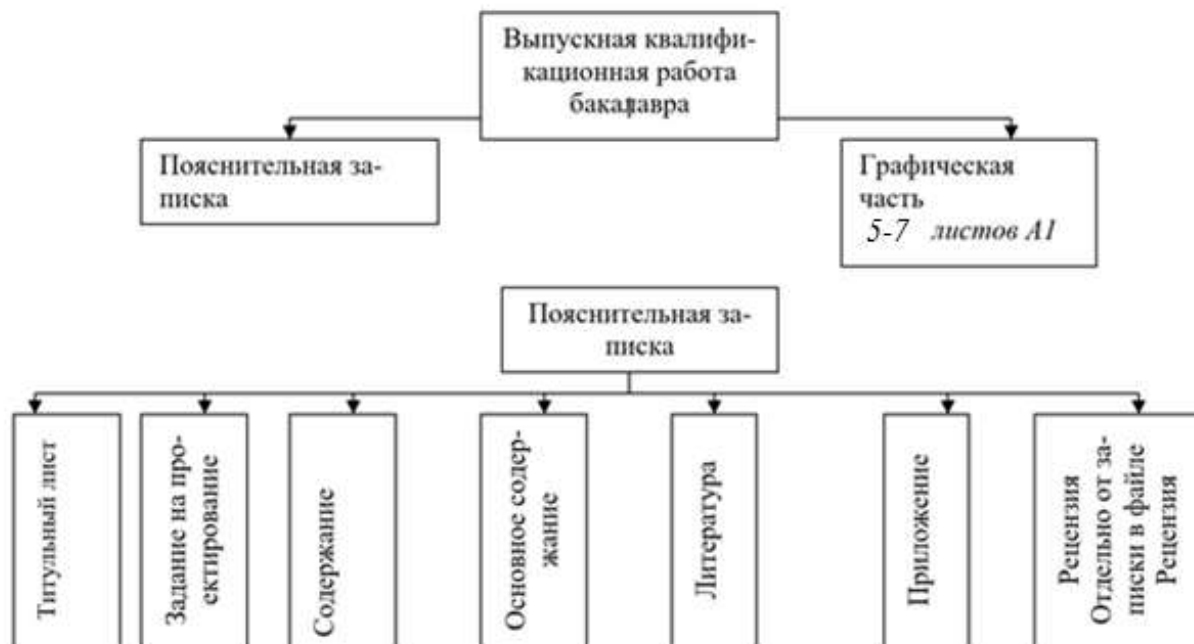 Выпускная квалифи-
кационная работа
бакалавра
Пояснительная за-
писка
Графическая
часть
5-7 листов А1
Пояснительная за-
писка
Титульный лист
Задание на про-
ектирование
Содержание
Основное содер-
жание
Литература
Приложение
Рецензия
Отдельно от за-
писки в файле
Рецензия